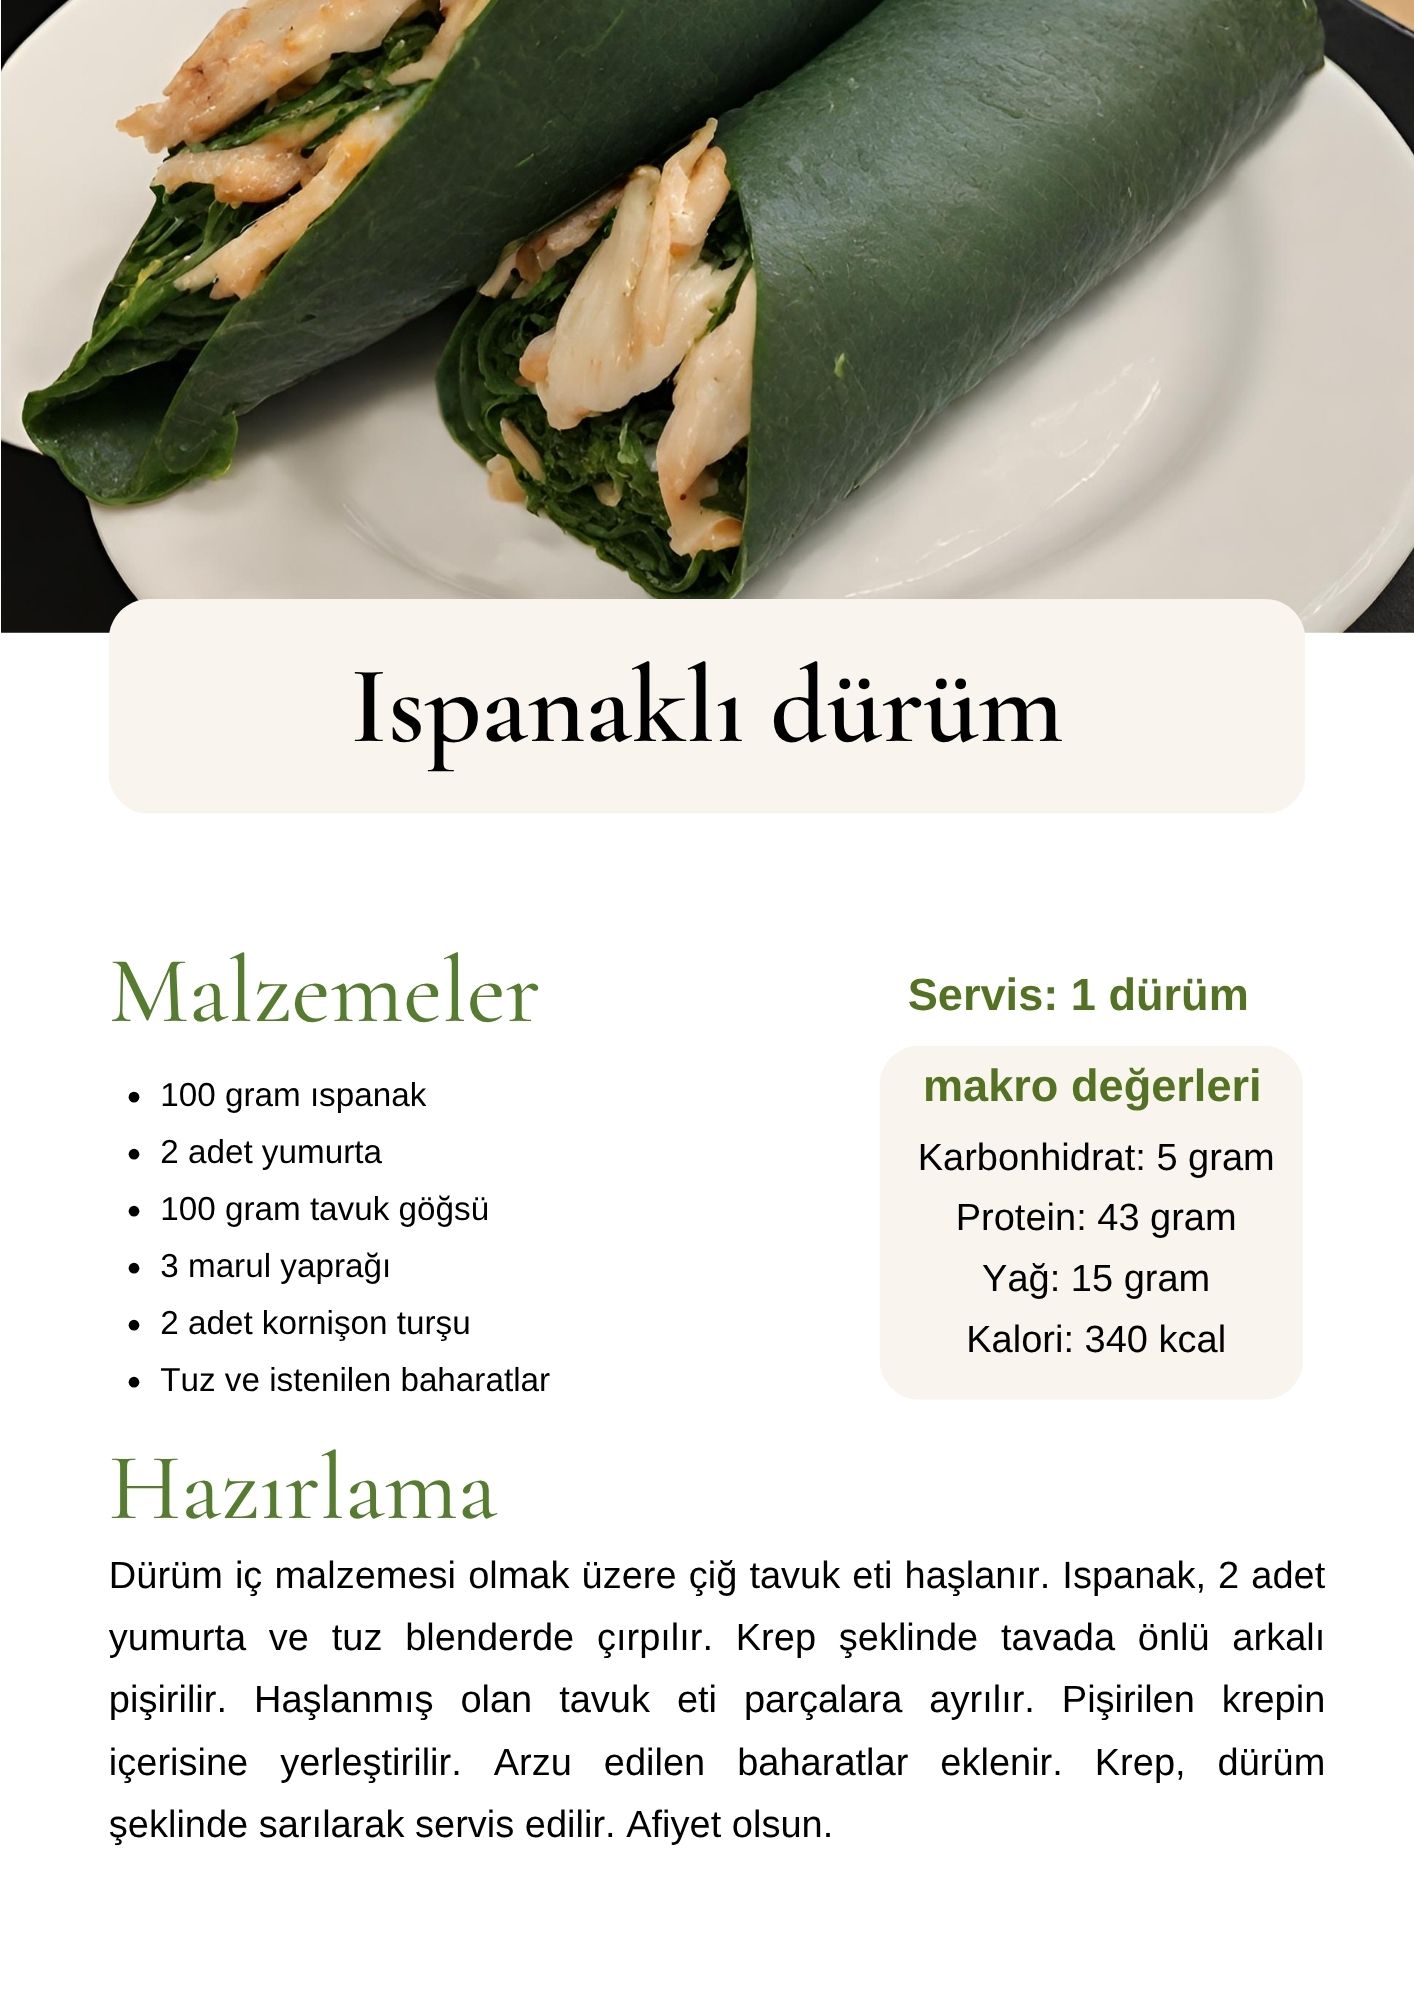 Ispanaklı dürüm
Malzemeler
100 gram ıspanak
2 adet yumurta
100 gram tavuk göğsü
3 marul yaprağı
2 adet kornişon turşu
Tuz ve istenilen baharatlar
Servis: 1 dürüm
makro değerleri
Karbonhidrat: 5 gram
Protein: 43 gram
Yağ: 15 gram
Kalori: 340 kcal
Hazırlama
Dürüm iç malzemesi olmak üzere çiğ tavuk eti haşlanır. Ispanak, 2 adet
yumurta ve tuz blenderde çırpılır. Krep şeklinde tavada önlü arkalı
pişirilir. Haşlanmış olan tavuk eti parçalara ayrılır. Pişirilen krepin
içerisine yerleştirilir. Arzu edilen baharatlar eklenir. Krep, dürüm
şeklinde sarılarak servis edilir. Afiyet olsun.